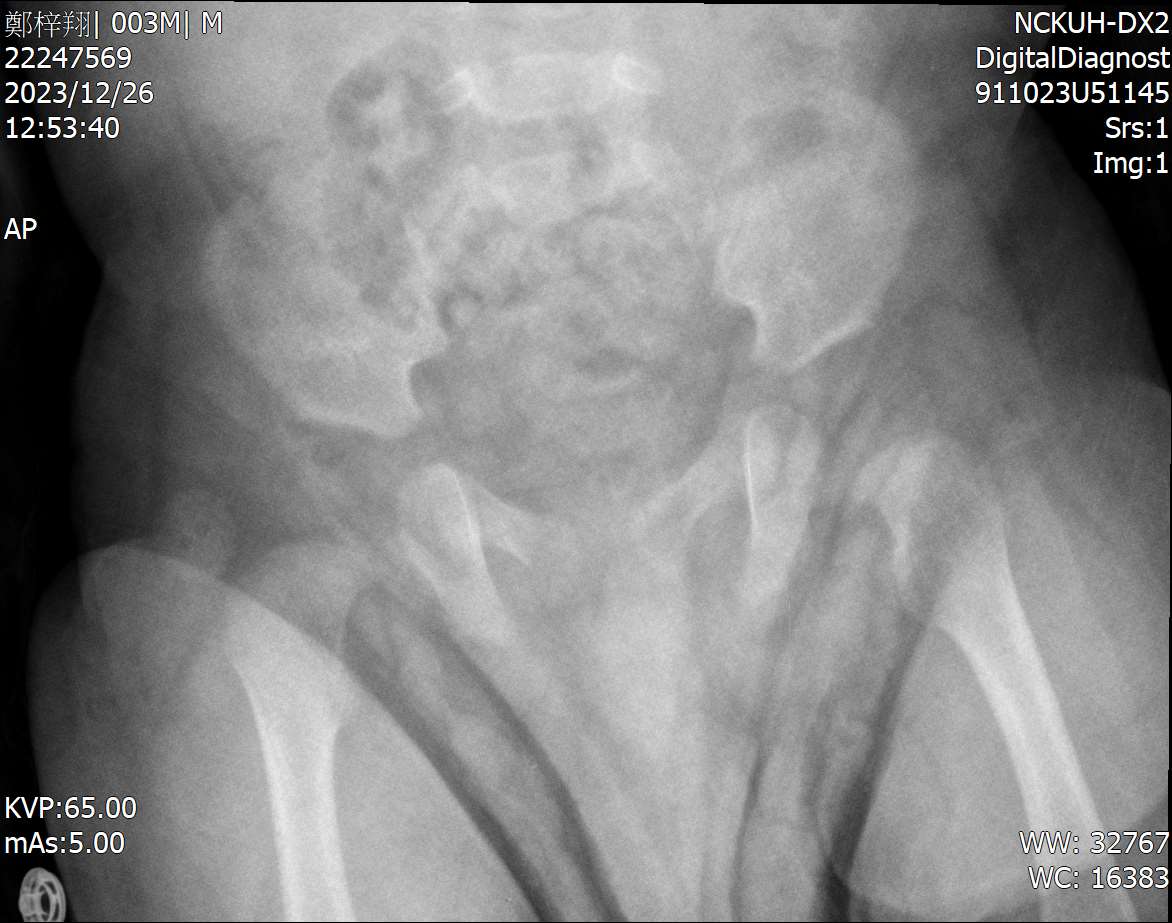 鄭梓翔| 003M| M
22247569
2023/12/26
12:53:40
AP
NCKUH-DX2
DigitalDiagnost
911023U51145
Srs:1
Img:1
KVP:65.00
mAs:5.00
WW: 32767
WC: 16383